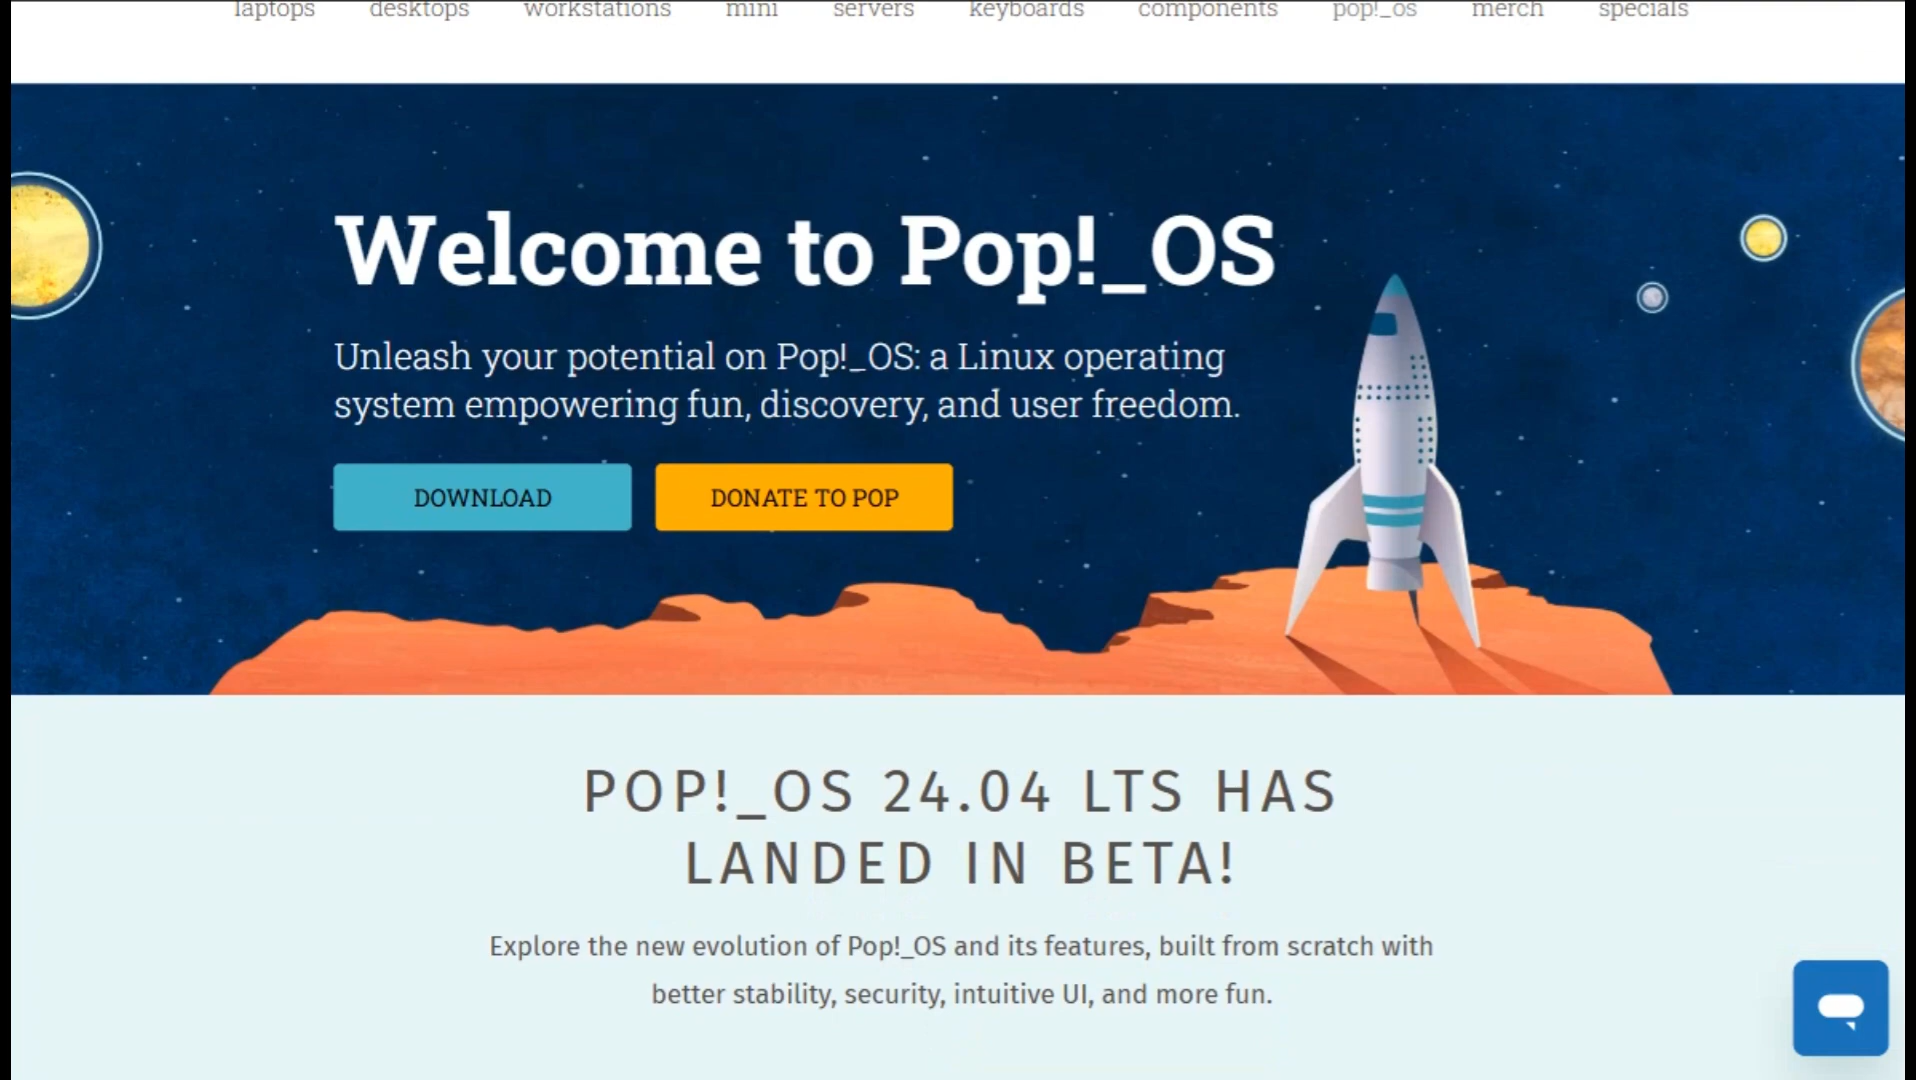 laptops desktops workstations mini servers keyboards components pop!_os merch specials
Welcome to Pop!_OS
Unleash your potential on Pop!_OS: a Linux operating
system empowering fun, discovery, and user freedom.
DOWNLOAD DONATE TO POP
POP!_OS 24.04 LTS HAS
LANDED IN BETA!
Explore the new evolution of Pop!_OS and its features, built from scratch with
better stability, security, intuitive UI, and more fun.